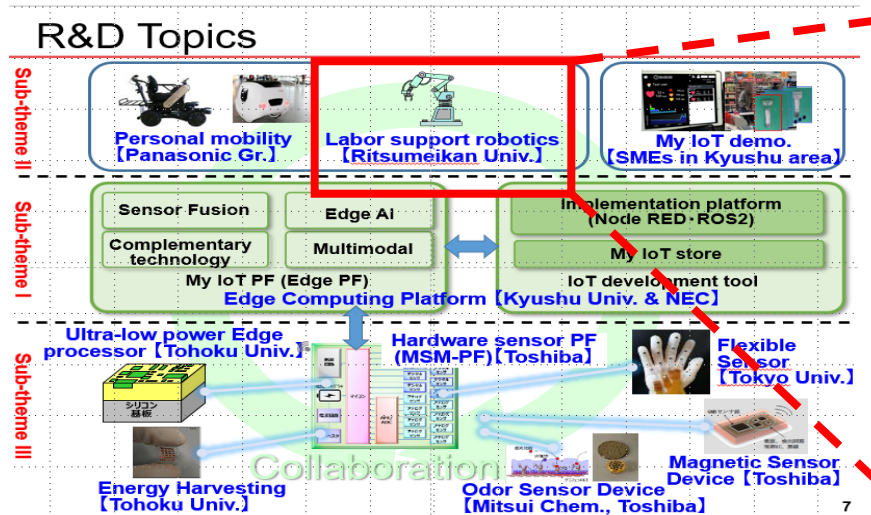 R&D Topics
Sub-theme II
Personal mobility
【Panasonic Gr.】
Labor support robotics
【Ritsumeikan Univ.】
My IoT demo.
【SMEs in Kyushu area】
Sub-theme I
Sensor Fusion
Edge Ai
Complementary
technology
Multimodal
My IoT PF (Edge PF)
Implementation platform
(Node RED・ROS2)
My IoT store
IoT development tool
Edge Computing Platform【Kyushu Univ. & NEC】
Sub-theme III
Ultra-low power Edge
processor【Tohoku Univ.】
シリコン
基板
Hardware sensor PF
(MSM-PF)【Toshiba】
マイコン
Flexible
Sensor
【Tokyo Univ.】
Energy Harvesting
【Tohoku Univ.】
Collaboration
Odor Sensor Device
【Mitsui Chem., Toshiba】
Magnetic Sensor
Device【Toshiba】
7